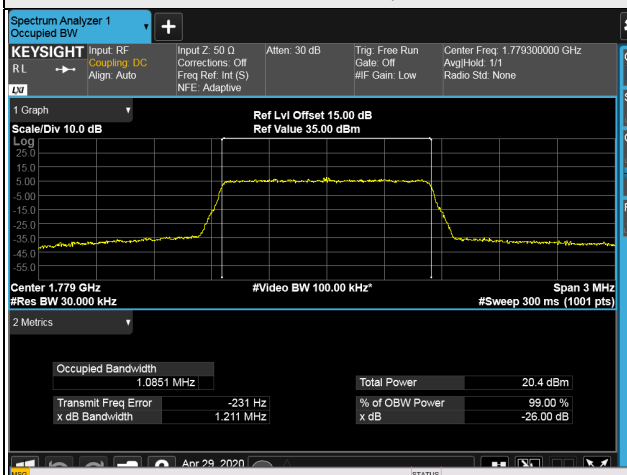 Spectrum Analyzer 1
Occupied BW
KEYSIGHT
RL
LXI
Input: RF
Coupling: DC
Align: Auto
Input Z: 50 Ω
Corrections: Off
Freq Ref: Int (S)
NFE: Adaptive
Atten: 30 dB
Trig: Free Run
Gate: Off
#IF Gain: Low
Center Freq: 1.779300000 GHz
Avg|Hold: 1/1
Radio Std: None
1 Graph
Scale/Div 10.0 dB
Ref Lvl Offset 15.00 dB
Ref Value 35.00 dBm
Log
25.0
15.0
5.00
-5.00
-15.0
-25.0
-35.0
-45.0
-55.0
Center 1.779 GHz
#Video BW 100.00 kHz*
Span 3 MHz
#Res BW 30.000 kHz
#Sweep 300 ms (1001 pts)
2 Metrics
Occupied Bandwidth
1.0851 MHz
Total Power 20.4 dBm
Transmit Freq Error -231 Hz
% of OBW Power 99.00 %
x dB Bandwidth 1.211 MHz
x dB -26.00 dB
Apr 29, 2020
MSG
STATUS